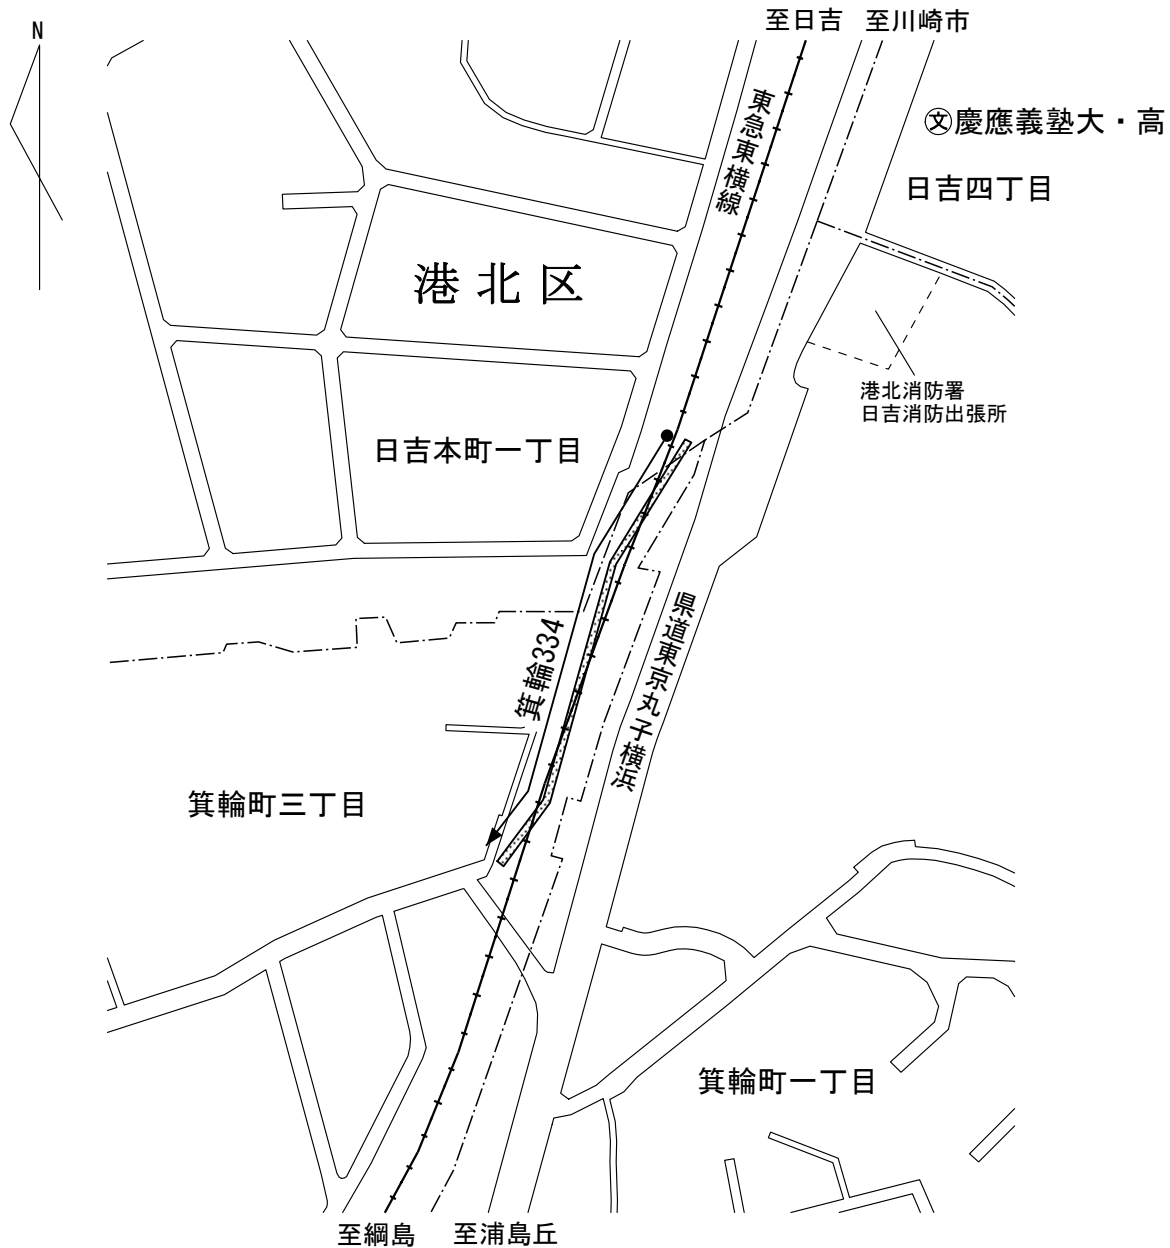 N
至日吉
至川崎市
東急東横線
㊫慶應義塾大・高
日吉四丁目
港北区
港北消防署
日吉消防出張所
日吉本町一丁目
箕輪334
県道東京丸子横浜
箕輪町三丁目
箕輪町一丁目
至綱島
至浦島丘